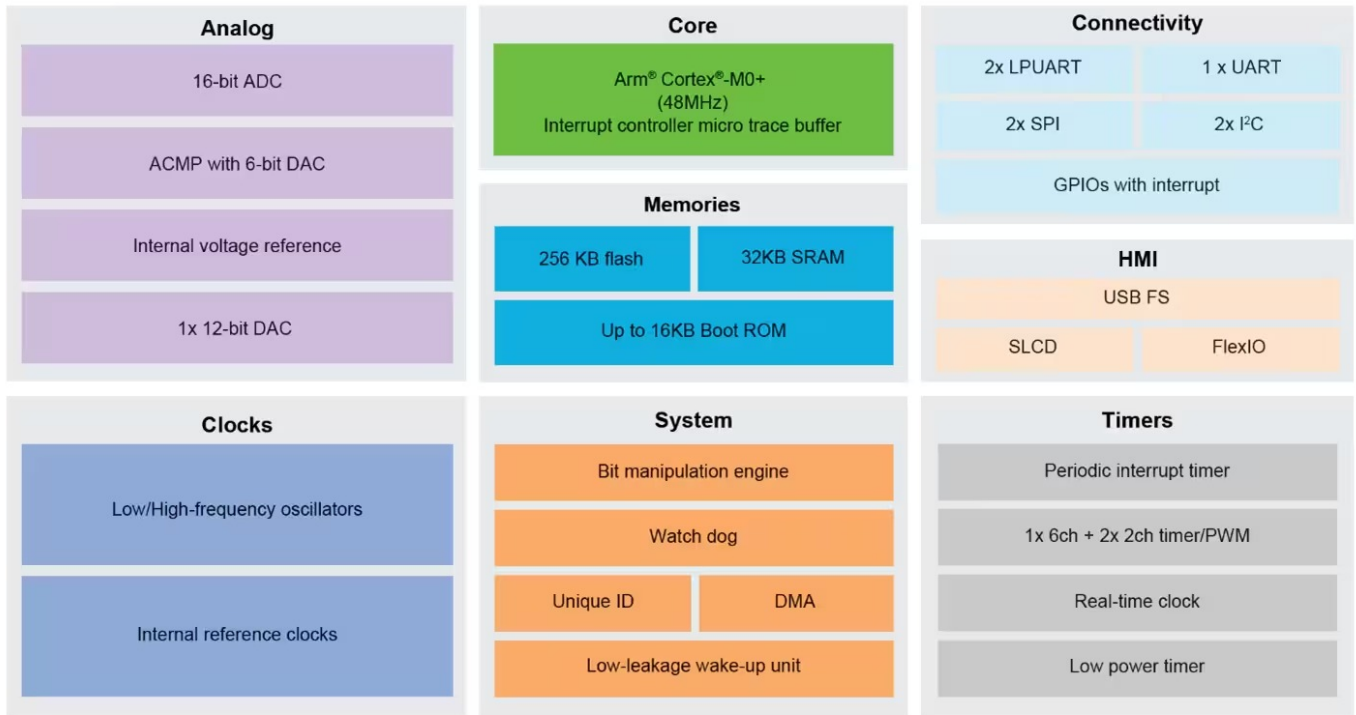 Analog
16-bit ADC
ACMP with 6-bit DAC
Internal voltage reference
1x 12-bit DAC
Core
Arm® Cortex®-M0+
(48MHz)
Interrupt controller micro trace buffer
Memories
256 KB flash
32KB SRAM
Up to 16KB Boot ROM
Connectivity
2x LPUART
1 x UART
2x SPI
2x I²C
GPIOs with interrupt
HMI
USB FS
SLCD
FlexIO
Clocks
Low/High-frequency oscillators
Internal reference clocks
System
Bit manipulation engine
Watch dog
Unique ID
DMA
Low-leakage wake-up unit
Timers
Periodic interrupt timer
1x 6ch + 2x 2ch timer/PWM
Real-time clock
Low power timer